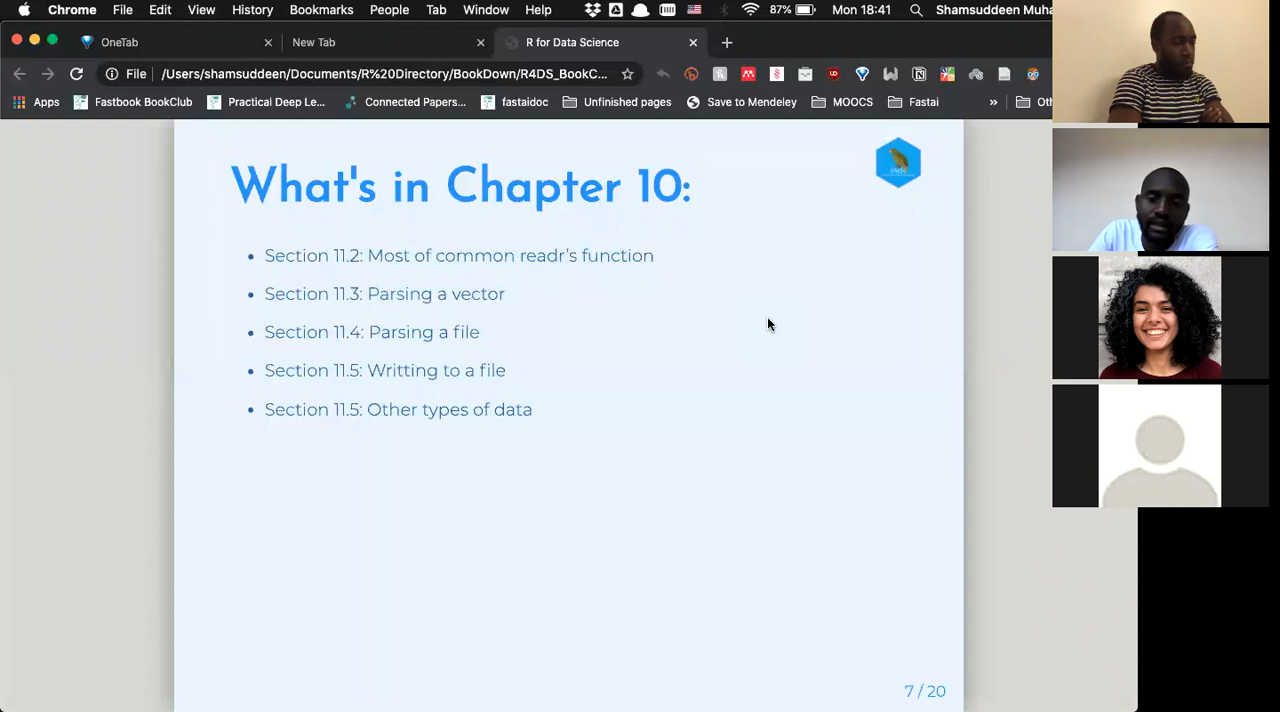 Chrome File Edit View History Bookmarks People Tab Window Help 87% Mon 18:41 Shamsuddeen Muha
OneTab New Tab R for Data Science
File /Users/shamsuddeen/Documents/R%20Directory/BookDown/R4DS_BookC...
Apps Fastbook BookClub Practical Deep Le... Connected Papers... fastaidoc Unfinished pages Save to Mendeley MOOCS Fastai » Oth
What's in Chapter 10:
• Section 11.2: Most of common readr's function
• Section 11.3: Parsing a vector
• Section 11.4: Parsing a file
• Section 11.5: Writting to a file
• Section 11.5: Other types of data
7 / 20